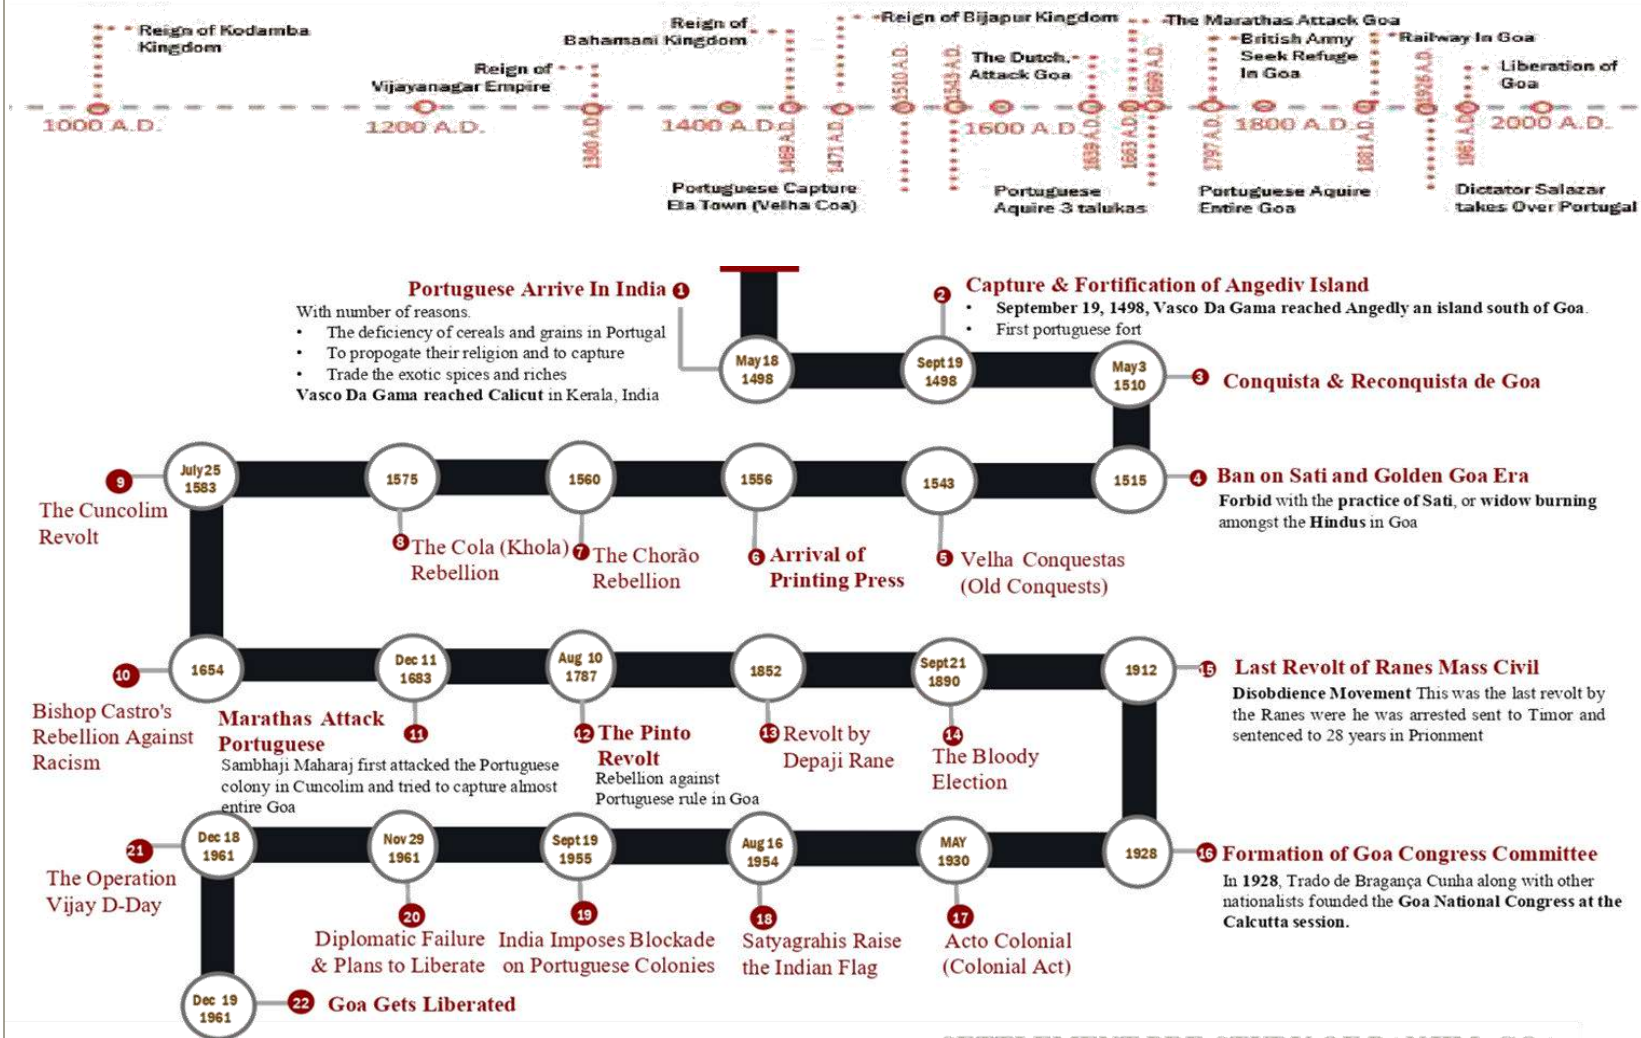 Reign of Kodamba
Kingdom
Reign of
Vijayanagar Empire
Reign of
Bahamani Kingdom
Reign of Bijapur Kingdom
The Dutch,
Attack Goa
The Marathas Attack Goa
British Army
Seek Refuge
In Goa
Railway In Goa
Liberation of
Goa
1000 A.D.
1200 A.D.
1380 A.D.
1400 A.D.
1469 A.D.
1471 A.D.
1510 A.D.
1543 A.D.
1600 A.D.
1639 A.D.
1663 A.D.
1797 A.D.
1800 A.D.
1881 A.D.
1926 A.D.
1961 A.D.
2000 A.D.
Portuguese Capture
Ela Town (Velha Coa)
Portuguese
Aquire 3 talukas
Portuguese Aquire
Entire Goa
Dictator Salazar
takes Over Portugal
Portuguese Arrive In India 1
With number of reasons.
• The deficiency of cereals and grains in Portugal
• To propogate their religion and to capture
• Trade the exotic spices and riches
Vasco Da Gama reached Calicut in Kerala, India
May 18
1498
2 Capture & Fortification of Angediv Island
• September 19, 1498, Vasco Da Gama reached Angedly an island south of Goa.
• First portuguese fort
Sept 19
1498
May 3
1510
3 Conquista & Reconquista de Goa
1515
4 Ban on Sati and Golden Goa Era
Forbid with the practice of Sati, or widow burning
amongst the Hindus in Goa
1543
5 Velha Conquestas
(Old Conquests)
1556
6 Arrival of
Printing Press
1560
7 The Chorão
Rebellion
1575
8 The Cola (Khola)
Rebellion
July 25
1583
9
The Cuncolim
Revolt
1654
10
Bishop Castro's
Rebellion Against
Racism
Dec 11
1683
11
Marathas Attack
Portuguese
Sambhaji Maharaj first attacked the Portuguese
colony in Cuncolim and tried to capture almost
entire Goa
Aug 10
1787
12 The Pinto
Revolt
Rebellion against
Portuguese rule in Goa
1852
13 Revolt by
Depaji Rane
Sept 21
1890
14
The Bloody
Election
1912
15 Last Revolt of Ranes Mass Civil
Disobdience Movement This was the last revolt by
the Ranes were he was arrested sent to Timor and
sentenced to 28 years in Prionment
1928
16 Formation of Goa Congress Committee
In 1928, Trado de Bragança Cunha along with other
nationalists founded the Goa National Congress at the
Calcutta session.
MAY
1930
17
Acto Colonial
(Colonial Act)
Aug 16
1954
18
Satyagrahis Raise
the Indian Flag
Sept 19
1955
19
India Imposes Blockade
on Portuguese Colonies
Nov 29
1961
20
Diplomatic Failure
& Plans to Liberate
Dec 18
1961
21
The Operation
Vijay D-Day
Dec 19
1961
22 Goa Gets Liberated